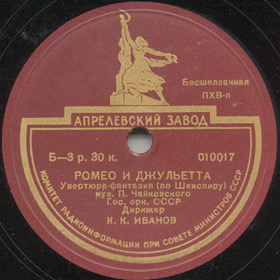 Бесшеллачная
ПХВ-п
АПРЕЛЕВСКИЙ ЗАВОД
Б—3 р. 30 к.
010017
РОМЕО И ДЖУЛЬЕТТА
Увертюра-фантазия (по Шекспиру)
муз. П. Чайковского
Гос. орк. СССР
Дирижер
К. К. ИВАНОВ
КОМИТЕТ РАДИОИНФОРМАЦИИ ПРИ СОВЕТЕ МИНИСТРОВ СССР